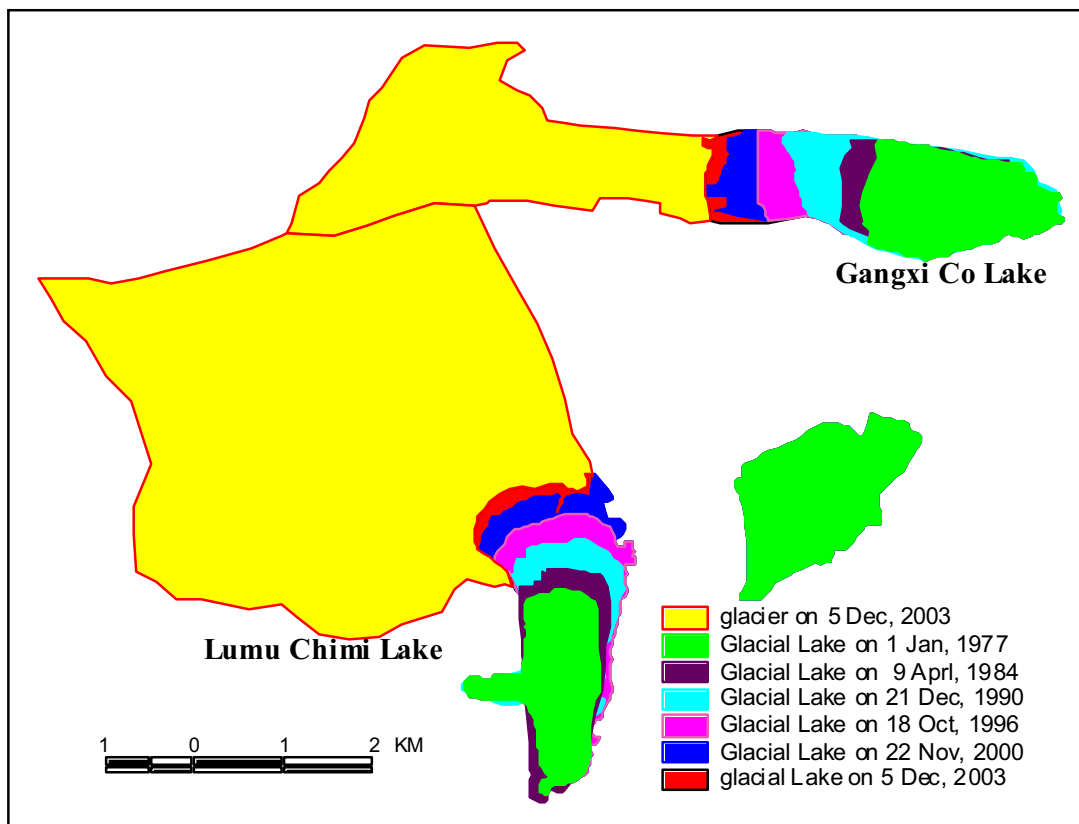 Gangxi Co Lake
Lumu Chimi Lake
glacier on 5 Dec, 2003
Glacial Lake on 1 Jan, 1977
Glacial Lake on 9 Aprl, 1984
Glacial Lake on 21 Dec, 1990
Glacial Lake on 18 Oct, 1996
Glacial Lake on 22 Nov, 2000
glacial Lake on 5 Dec, 2003
1 0 1 2 KM